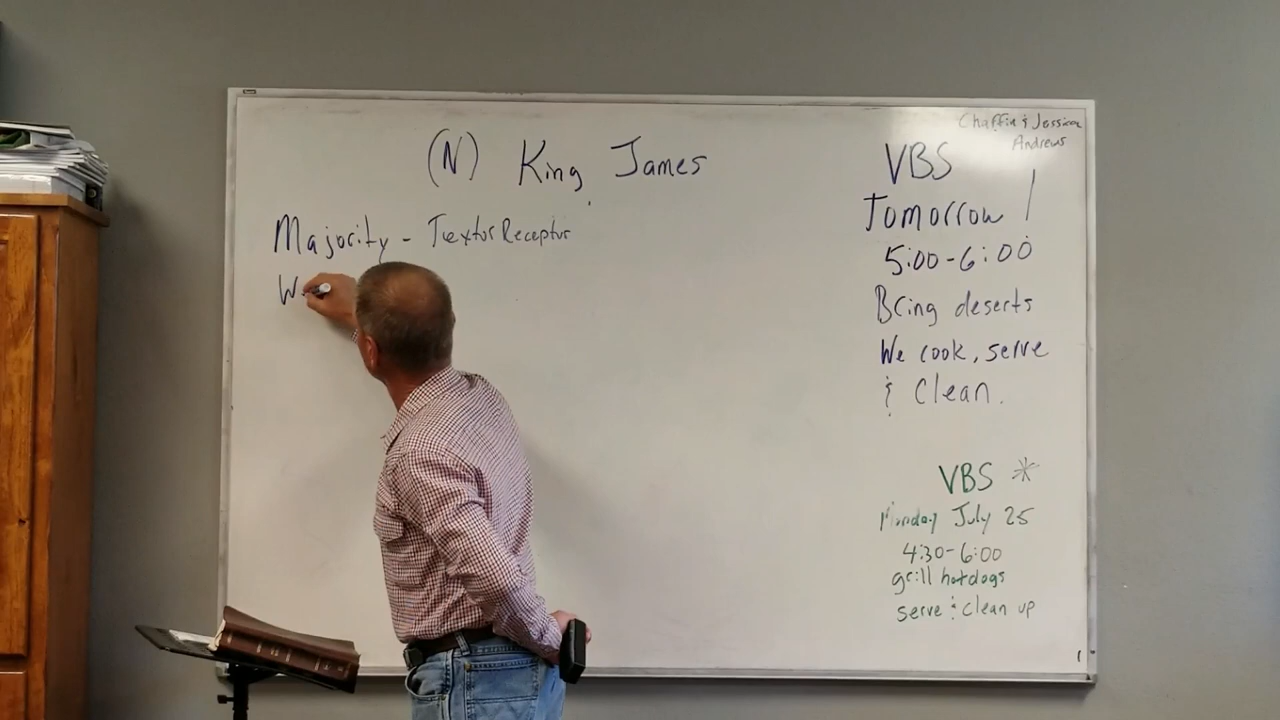 (N) King James
Majority - Textus Receptus
W
Chaffin & Jessica
Andrews
VBS
Tomorrow!
5:00-6:00
Bring deserts
We cook, serve
& Clean.
VBS *
Monday July 25
4:30-6:00
grill hotdogs
serve & clean up